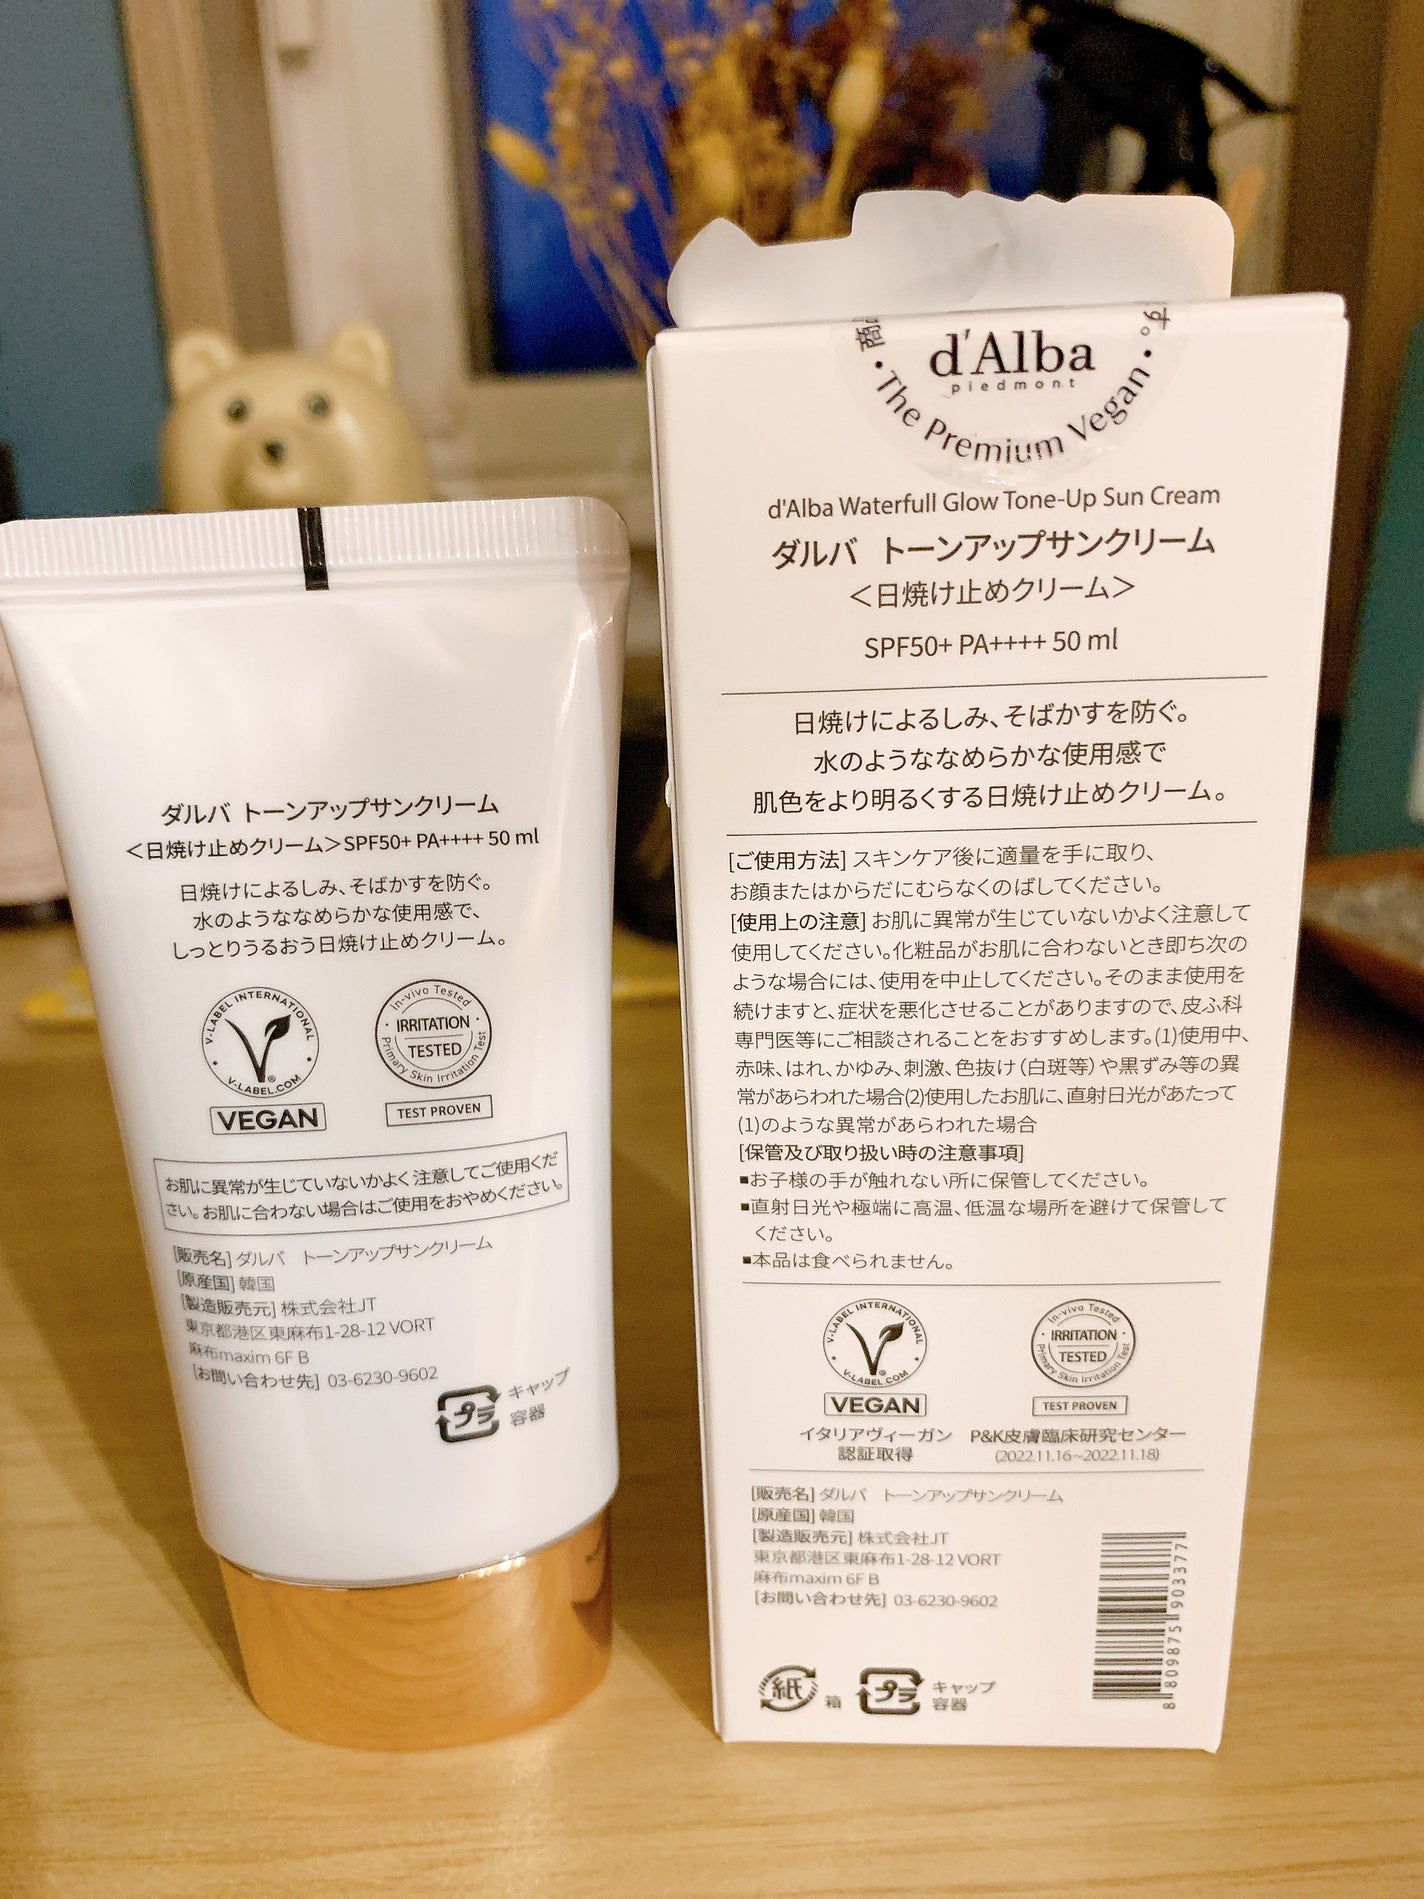 ダルバ トーンアップサンクリーム
＜日焼け止めクリーム＞SPF50+ PA++++ 50 ml
日焼けによるしみ、そばかすを防ぐ。
水のようななめらかな使用感で、
しっとりうるおう日焼け止めクリーム。
V-LABEL INTERNATIONAL
V-LABEL.COM
VEGAN
In-vivo Tested
IRRITATION
TESTED
Primary Skin Irritation Test
TEST PROVEN
お肌に異常が生じていないかよく注意してご使用くだ
さい。お肌に合わない場合はご使用をおやめください。
[販売名] ダルバ トーンアップサンクリーム
[原産国] 韓国
[製造販売元] 株式会社JT
東京都港区東麻布1-28-12 VORT
麻布maxim 6F B
[お問い合わせ先] 03-6230-9602
プラ
キャップ
容器
d'Alba
piedmont
• The Premium Vegan •
d'Alba Waterfull Glow Tone-Up Sun Cream
ダルバ トーンアップサンクリーム
＜日焼け止めクリーム＞
SPF50+ PA++++ 50 ml
日焼けによるしみ、そばかすを防ぐ。
水のようななめらかな使用感で
肌色をより明るくする日焼け止めクリーム。
[ご使用方法] スキンケア後に適量を手に取り、
お顔またはからだにむらなくのばしてください。
[使用上の注意] お肌に異常が生じていないかよく注意して
使用してください。化粧品がお肌に合わないとき即ち次の
ような場合には、使用を中止してください。そのまま使用を
続けますと、症状を悪化させることがありますので、皮ふ科
専門医等にご相談されることをおすすめします。(1)使用中、
赤味、はれ、かゆみ、刺激、色抜け（白斑等）や黒ずみ等の異
常があらわれた場合(2)使用したお肌に、直射日光があたって
(1)のような異常があらわれた場合
[保管及び取り扱い時の注意事項]
■お子様の手が触れない所に保管してください。
■直射日光や極端に高温、低温な場所を避けて保管して
ください。
■本品は食べられません。
V-LABEL INTERNATIONAL
V-LABEL.COM
VEGAN
イタリアヴィーガン
認証取得
In-vivo Tested
IRRITATION
TESTED
Primary Skin Irritation Test
TEST PROVEN
P&K皮膚臨床研究センター
(2022.11.16~2022.11.18)
[販売名] ダルバ トーンアップサンクリーム
[原産国] 韓国
[製造販売元] 株式会社JT
東京都港区東麻布1-28-12 VORT
麻布maxim 6F B
[お問い合わせ先] 03-6230-9602
紙
箱
プラ
キャップ
容器
8 809875 903377